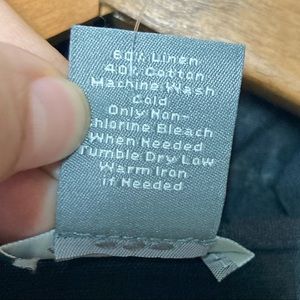 60% Linen
40% Cotton
Machine Wash
Cold
Only Non-
Chlorine Bleach
When Needed
Tumble Dry Low
Warm Iron
if Needed